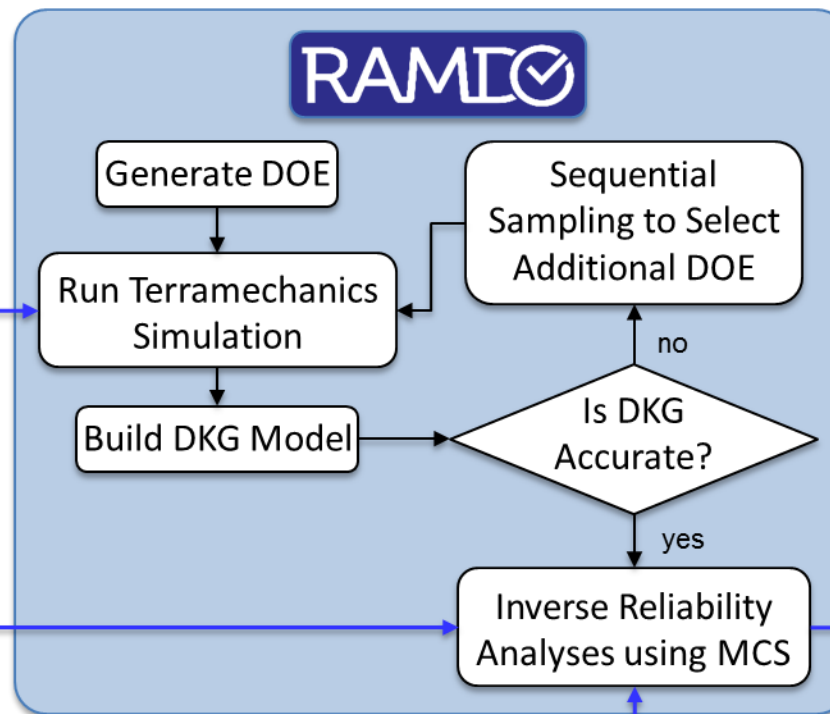 RAMDO
Generate DOE
Sequential
Sampling to Select
Additional DOE
Run Terramechanics
Simulation
no
Build DKG Model
Is DKG
Accurate?
yes
Inverse Reliability
Analyses using MCS